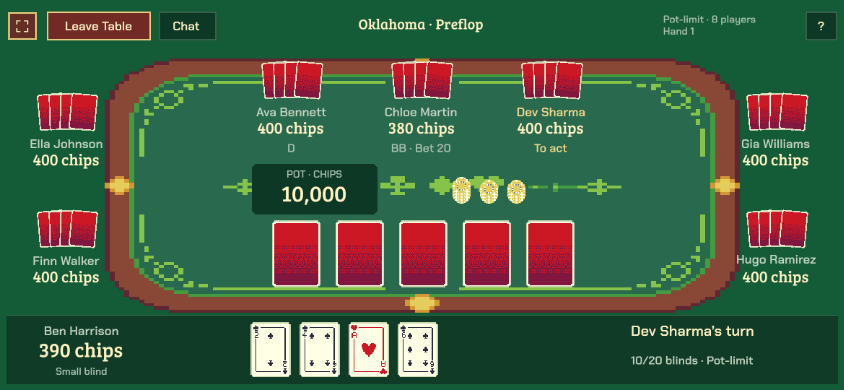 Leave Table
Chat
Oklahoma · Preflop
Pot-limit · 8 players
Hand 1
?
Ava Bennett
400 chips
D
Chloe Martin
380 chips
BB · Bet 20
Dev Sharma
400 chips
To act
Ella Johnson
400 chips
Gia Williams
400 chips
POT · CHIPS
10,000
Finn Walker
400 chips
Hugo Ramirez
400 chips
Ben Harrison
390 chips
Small blind
A
Dev Sharma's turn
10/20 blinds · Pot-limit